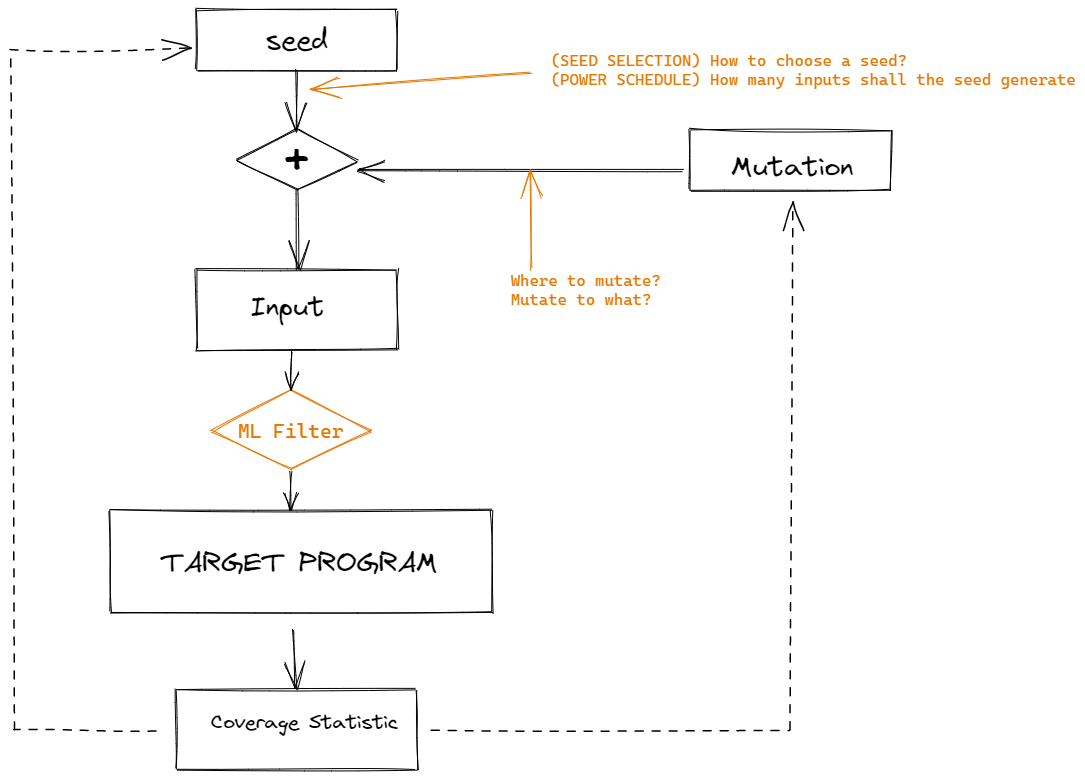 seed
(SEED SELECTION) How to choose a seed?
(POWER SCHEDULE) How many inputs shall the seed generate
+
Mutation
Where to mutate?
Mutate to what?
Input
ML Filter
TARGET PROGRAM
Coverage Statistic